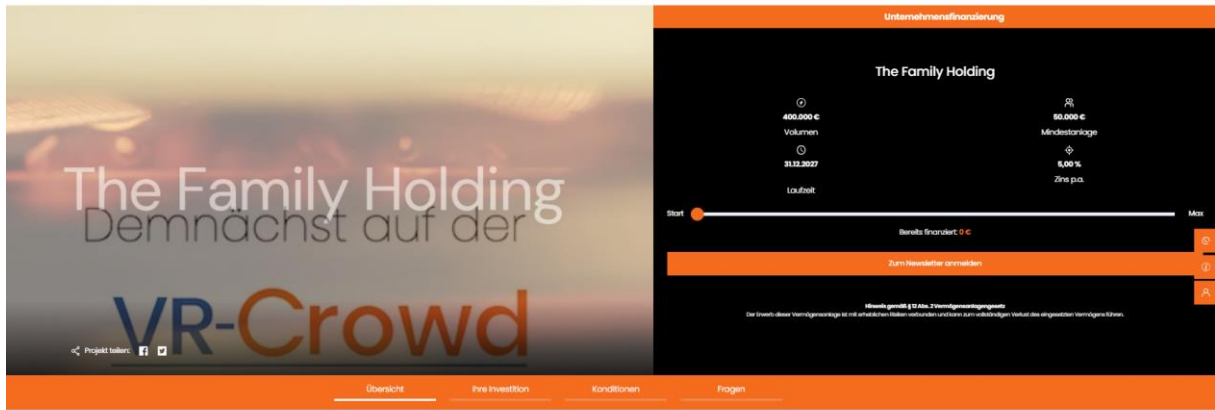 The Family Holding
Demnächst auf der
VR-Crowd
Projekt teilen:
Unternehmensfinanzierung
The Family Holding
400.000 €
Volumen
50.000 €
Mindestanlage
31.12.2027
Laufzeit
5,00 %
Zins p.a.
Start
Max
Bereits finanziert: 0 €
Zum Newsletter anmelden
Hinweis gemäß § 12 Abs. 2 Vermögensanlagengesetz
Der Erwerb dieser Vermögensanlage ist mit erheblichen Risiken verbunden und kann zum vollständigen Verlust des eingesetzten Vermögens führen.
Übersicht
Ihre Investition
Konditionen
Fragen